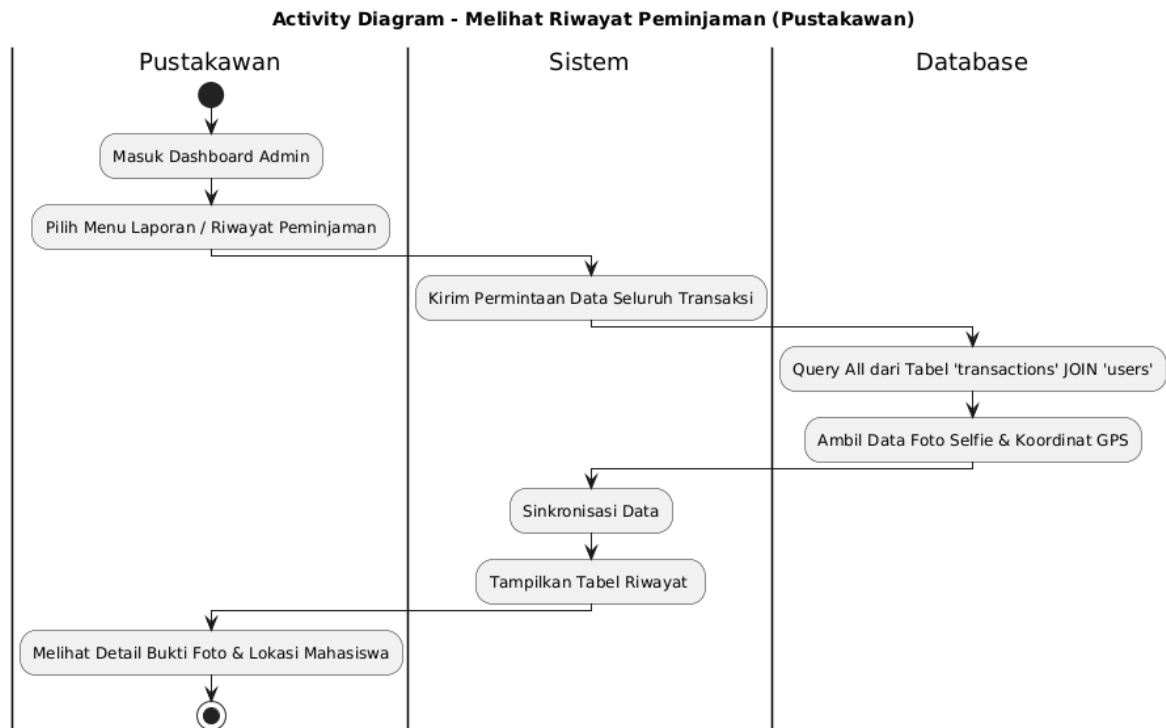 Activity Diagram - Melihat Riwayat Peminjaman (Pustakawan)
Pustakawan
Sistem
Database
Masuk Dashboard Admin
Pilih Menu Laporan / Riwayat Peminjaman
Kirim Permintaan Data Seluruh Transaksi
Query All dari Tabel 'transactions' JOIN 'users'
Ambil Data Foto Selfie & Koordinat GPS
Sinkronisasi Data
Tampilkan Tabel Riwayat
Melihat Detail Bukti Foto & Lokasi Mahasiswa